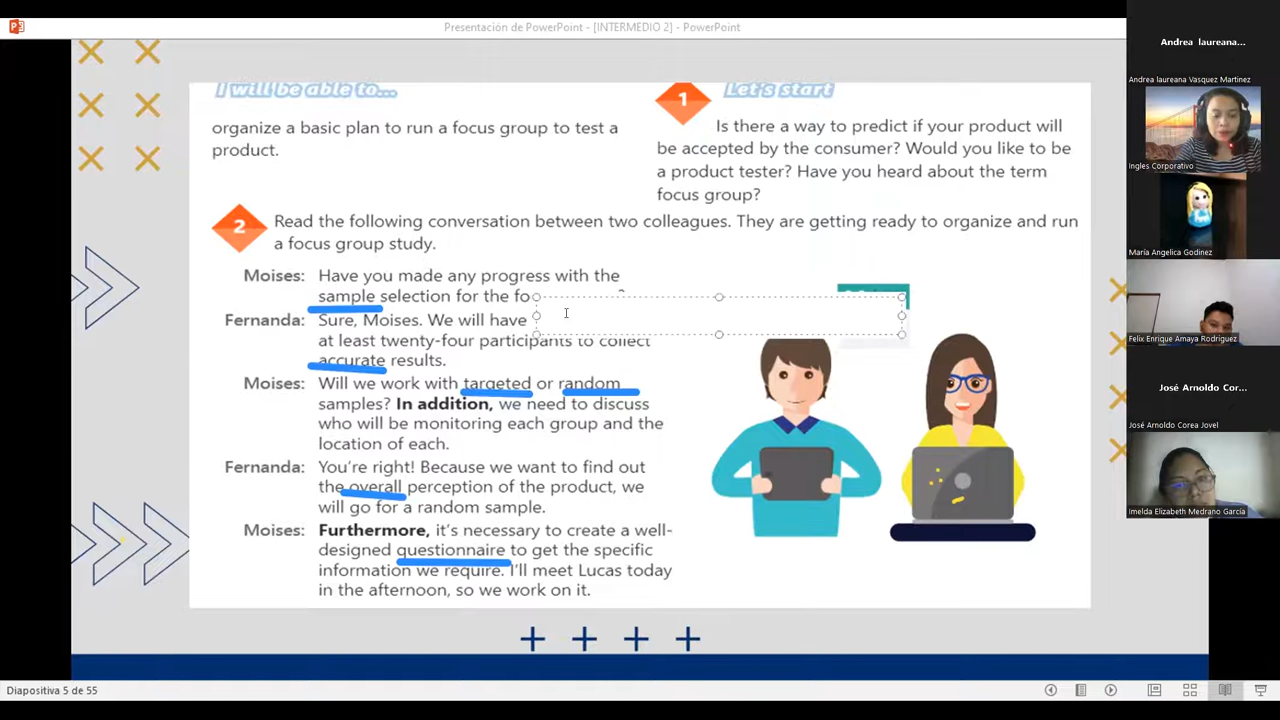 Presentación de PowerPoint - [INTERMEDIO 2] - PowerPoint
I will be able to...
organize a basic plan to run a focus group to test a
product.
1
Let's start
Is there a way to predict if your product will
be accepted by the consumer? Would you like to be
a product tester? Have you heard about the term
focus group?
2
Read the following conversation between two colleagues. They are getting ready to organize and run
a focus group study.
Moises: Have you made any progress with the
sample selection for the fo
Fernanda: Sure, Moises. We will have
at least twenty-four participants to collect
accurate results.
Moises: Will we work with targeted or random
samples? In addition, we need to discuss
who will be monitoring each group and the
location of each.
Fernanda: You're right! Because we want to find out
the overall perception of the product, we
will go for a random sample.
Moises: Furthermore, it's necessary to create a well-
designed questionnaire to get the specific
information we require. I'll meet Lucas today
in the afternoon, so we work on it.
Diapositiva 5 de 55
Andrea laureana...
Andrea laureana Vasquez Martinez
Ingles Corporativo
María Angelica Godinez
Felix Enrique Amaya Rodriguez
José Arnoldo Cor...
José Arnoldo Corea Jovel
Imelda Elizabeth Medrano Garcia